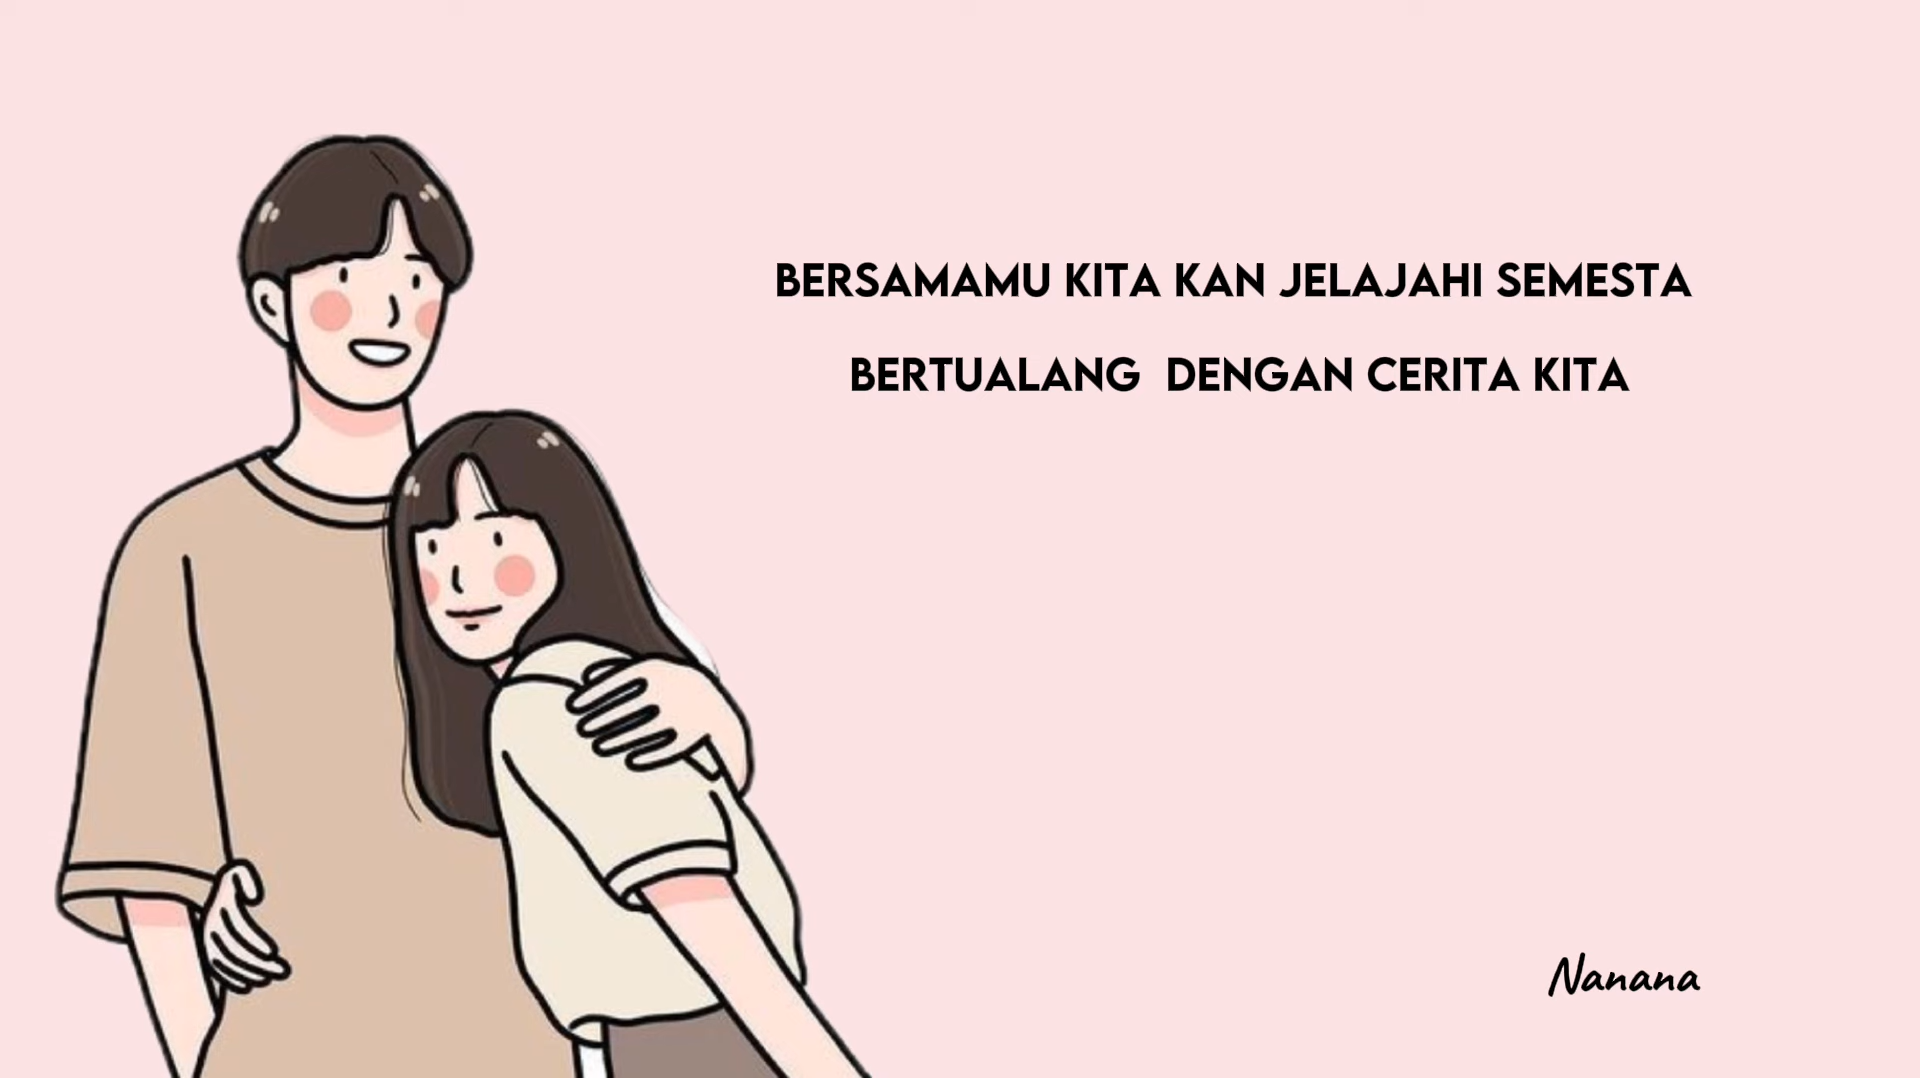 BERSAMAMU KITA KAN JELAJAHI SEMESTA
BERTUALANG DENGAN CERITA KITA
Nanana